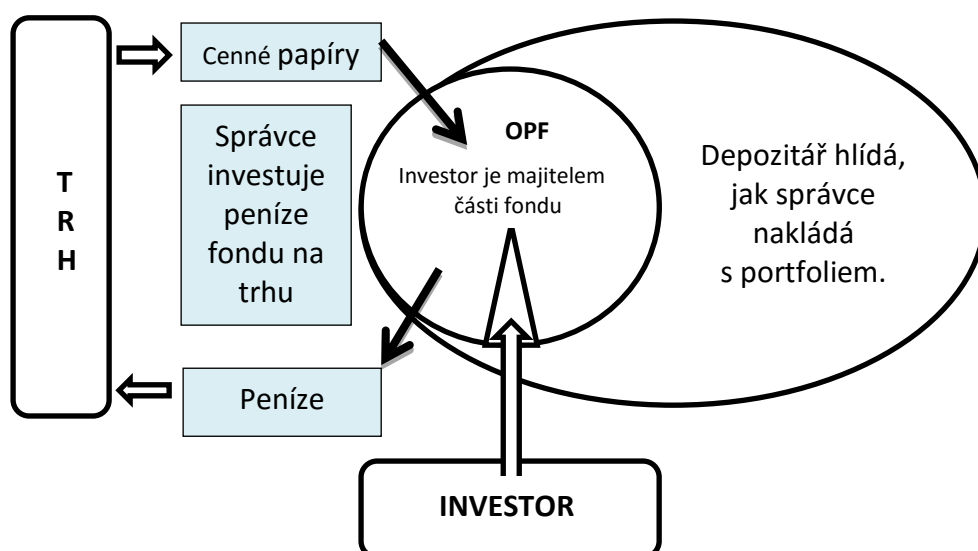 T
R
H
Cenné papíry
Správce
investuje
peníze
fondu na
trhu
Peníze
OPF
Investor je majitelem
části fondu
Depozitář hlídá,
jak správce
nakládá
s portfoliem.
INVESTOR